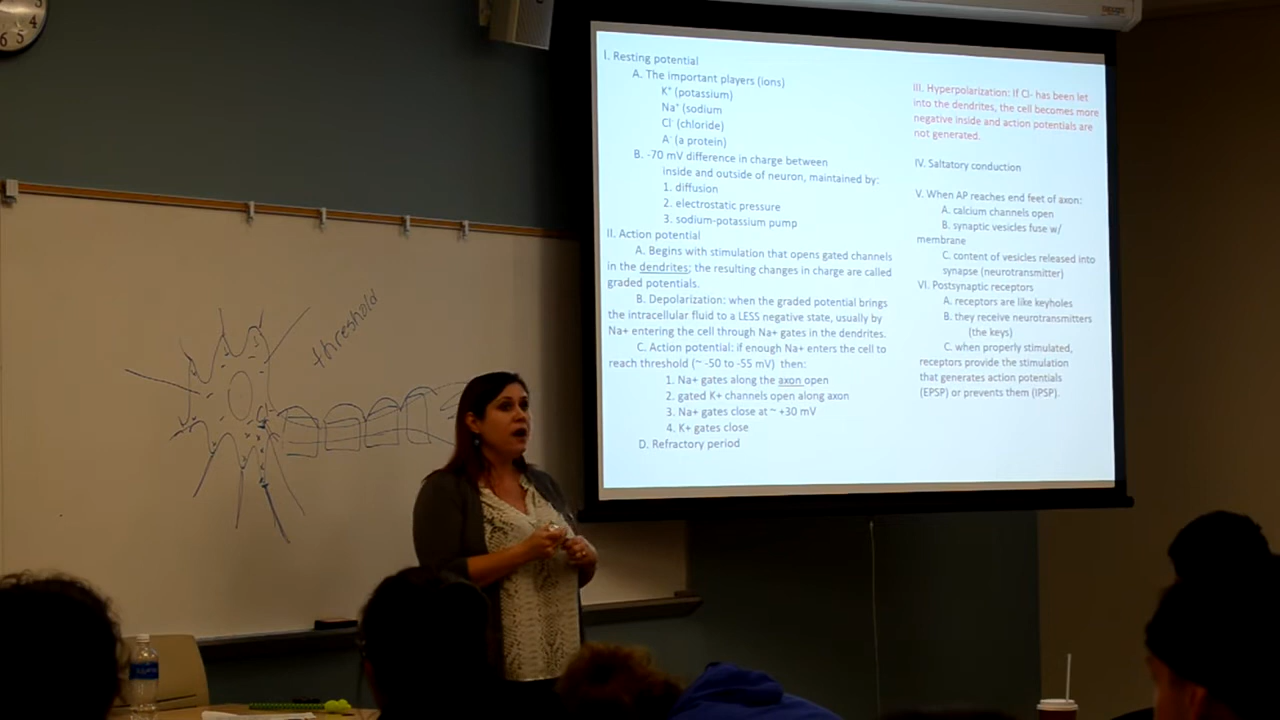 3
4
5
6
threshold
I. Resting potential
A. The important players (ions)
K⁺ (potassium)
Na⁺ (sodium
Cl⁻ (chloride)
A⁻ (a protein)
B. -70 mV difference in charge between
inside and outside of neuron, maintained by:
1. diffusion
2. electrostatic pressure
3. sodium-potassium pump
II. Action potential
A. Begins with stimulation that opens gated channels
in the dendrites; the resulting changes in charge are called
graded potentials.
B. Depolarization: when the graded potential brings
the intracellular fluid to a LESS negative state, usually by
Na+ entering the cell through Na+ gates in the dendrites.
C. Action potential: if enough Na+ enters the cell to
reach threshold (~ -50 to -55 mV) then:
1. Na+ gates along the axon open
2. gated K+ channels open along axon
3. Na+ gates close at ~ +30 mV
4. K+ gates close
D. Refractory period
III. Hyperpolarization: If Cl- has been let
into the dendrites, the cell becomes more
negative inside and action potentials are
not generated.
IV. Saltatory conduction
V. When AP reaches end feet of axon:
A. calcium channels open
B. synaptic vesicles fuse w/
membrane
C. content of vesicles released into
synapse (neurotransmitter)
VI. Postsynaptic receptors
A. receptors are like keyholes
B. they receive neurotransmitters
(the keys)
C. when properly stimulated,
receptors provide the stimulation
that generates action potentials
(EPSP) or prevents them (IPSP).